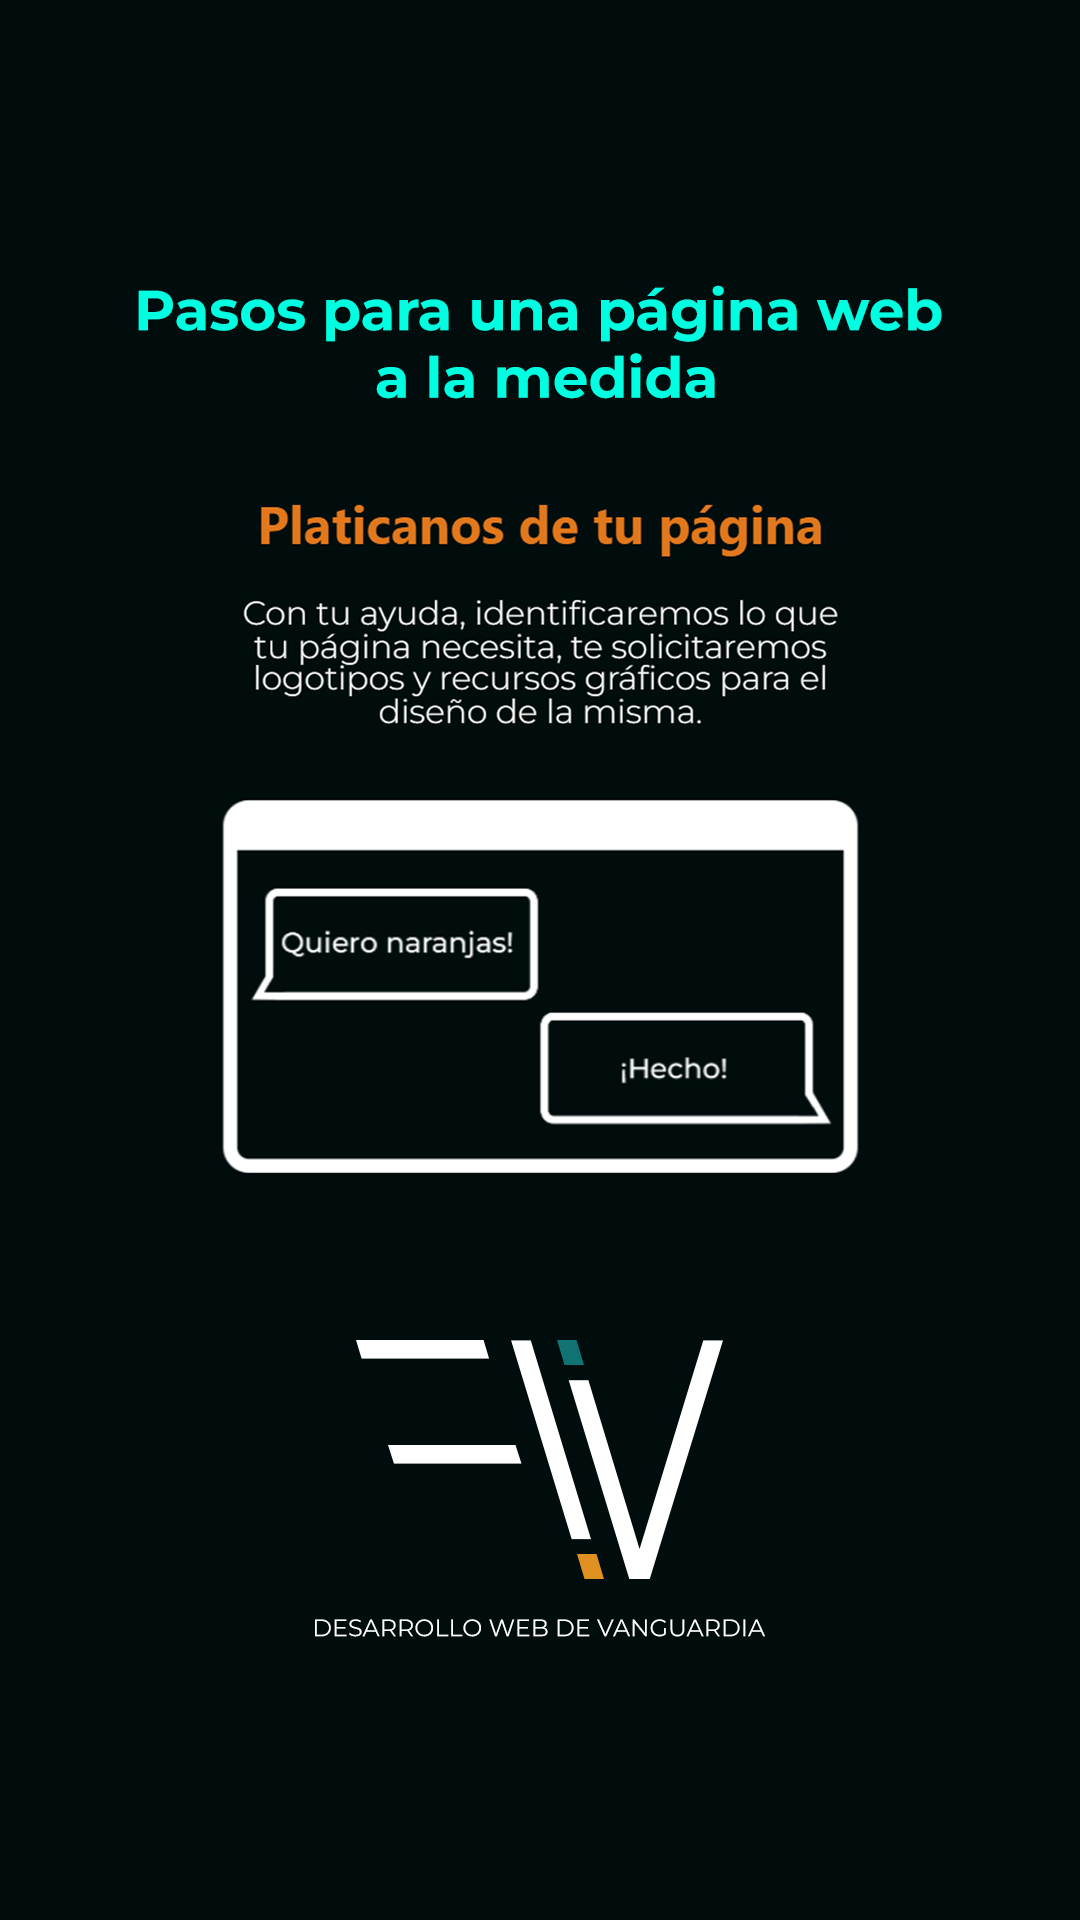 Pasos para una página web
a la medida
Platicanos de tu página
Con tu ayuda, identificaremos lo que
tu página necesita, te solicitaremos
logotipos y recursos gráficos para el
diseño de la misma.
Quiero naranjas!
¡Hecho!
DESARROLLO WEB DE VANGUARDIA